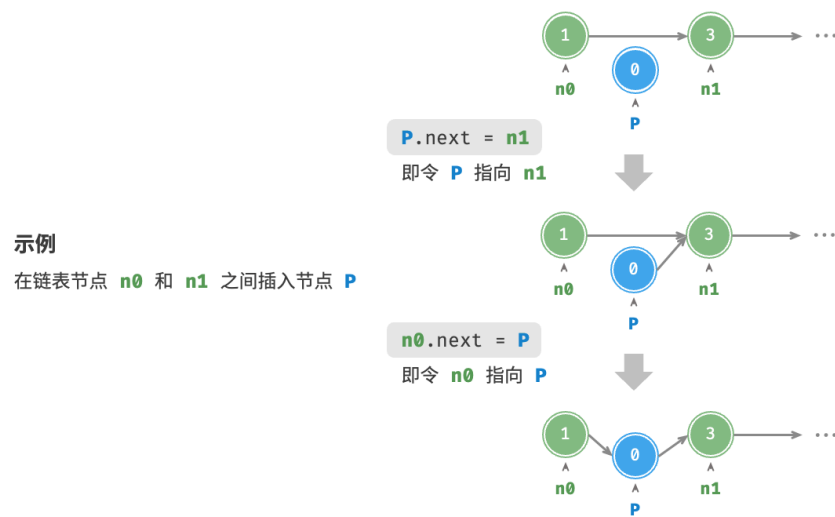 1 3 ...
0
n0 n1
P
P.next = n1
即令 P 指向 n1
1 3 ...
示例
0
在链表节点 n0 和 n1 之间插入节点 P
n0 n1
P
n0.next = P
即令 n0 指向 P
1 3 ...
0
n0 n1
P